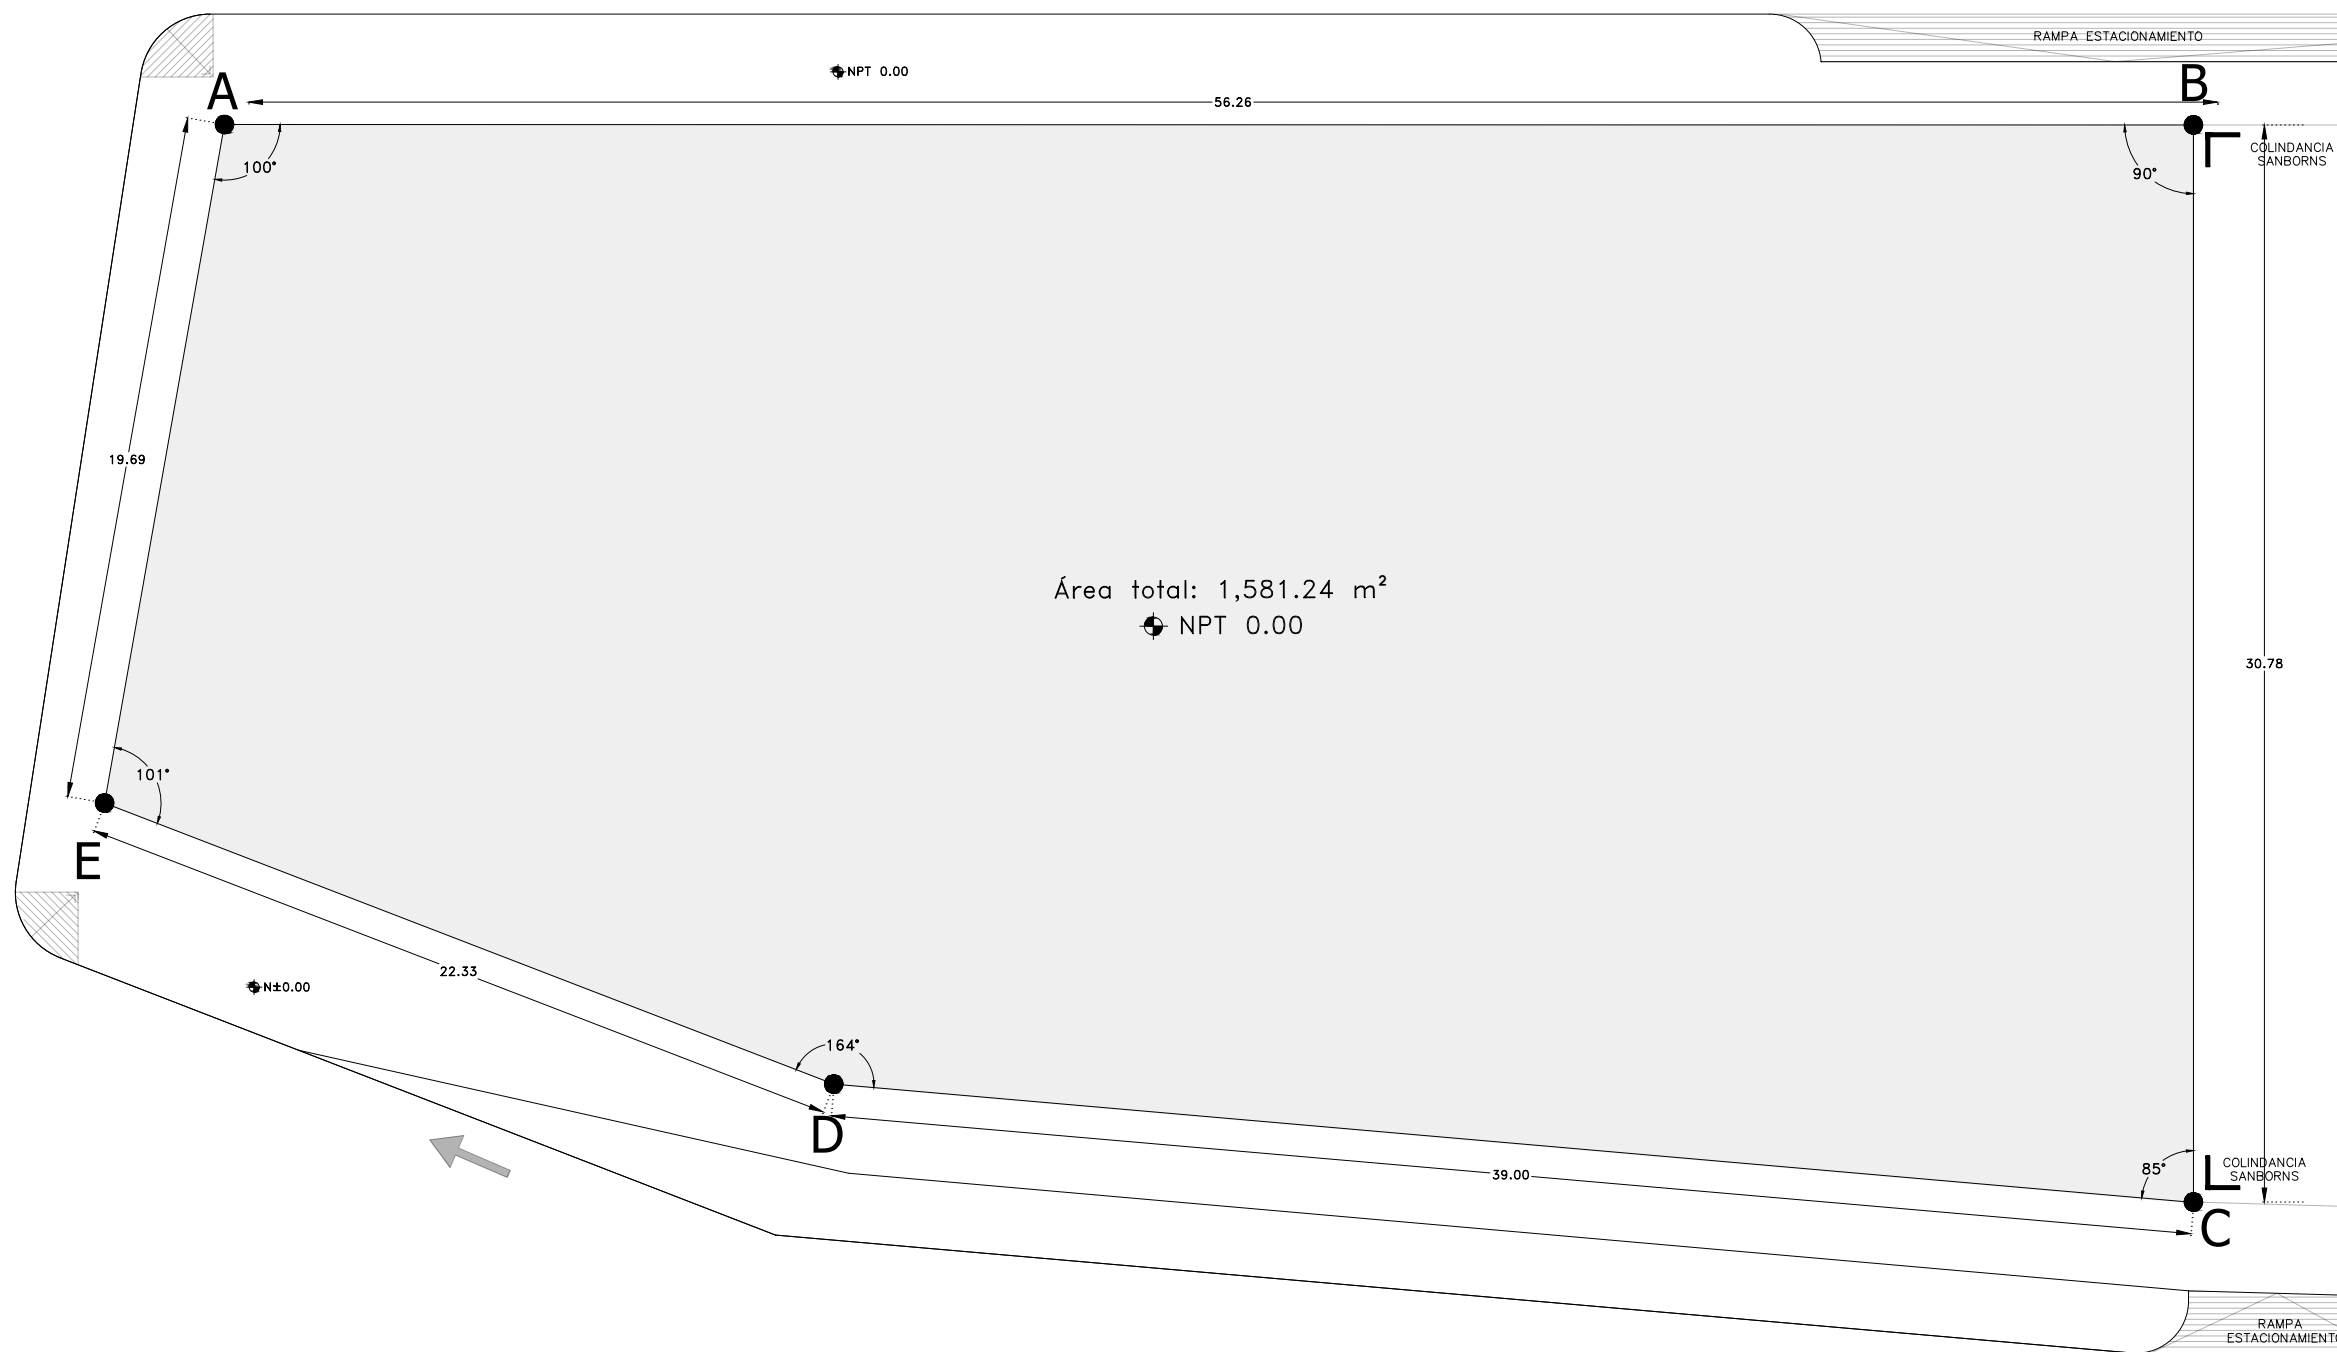 RAMPA ESTACIONAMIENTO
NPT 0.00
A
B
56.26
100°
90°
COLINDANCIA
SANBORNS
19.69
Área total: 1,581.24 m²
NPT 0.00
30.78
101°
E
22.33
N±0.00
164°
D
39.00
85°
COLINDANCIA
SANBORNS
C
RAMPA
ESTACIONAMIENTO